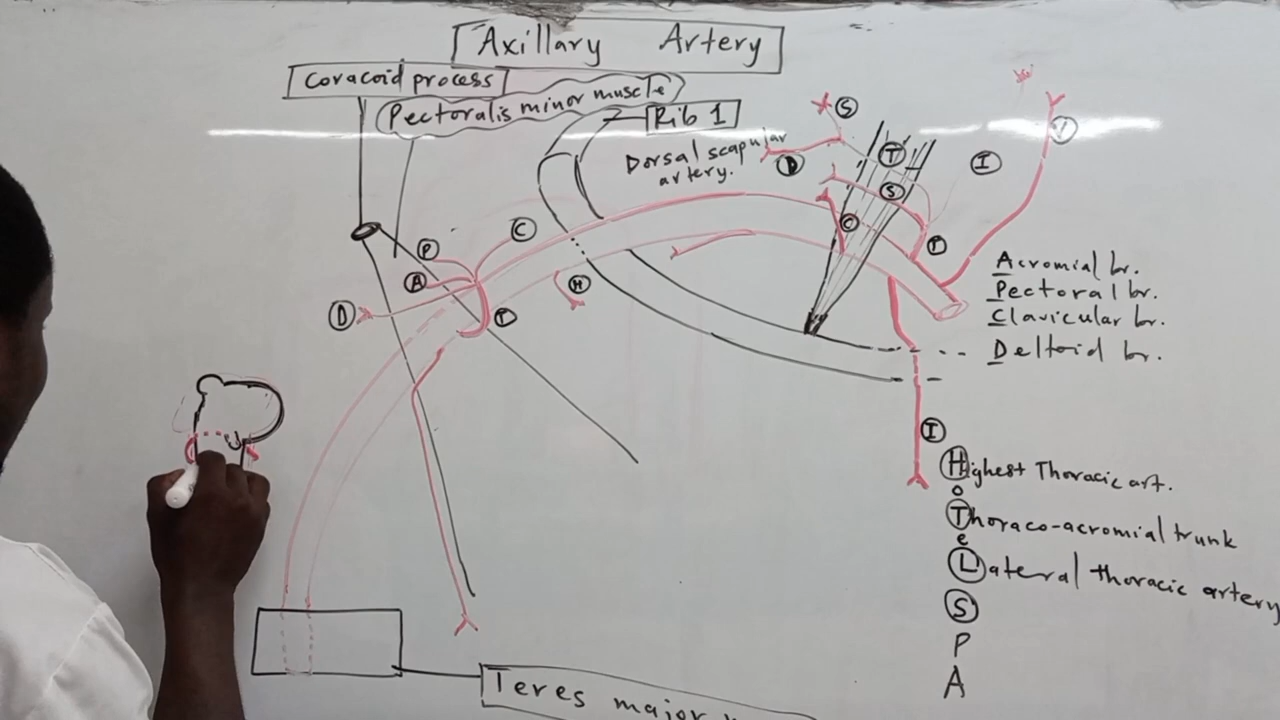 Axillary Artery
Coracoid process
Pectoralis minor muscle
Rib 1
Dorsal scapular
artery.
S
D
T
S
I
V
C
T
P
A
C
D
H
T
Acromial br.
Pectoral br.
Clavicular br.
Deltoid br.
I
Highest Thoracic art.
o
Thoraco-acromial trunk
e
Lateral thoracic artery
S
P
A
Teres major